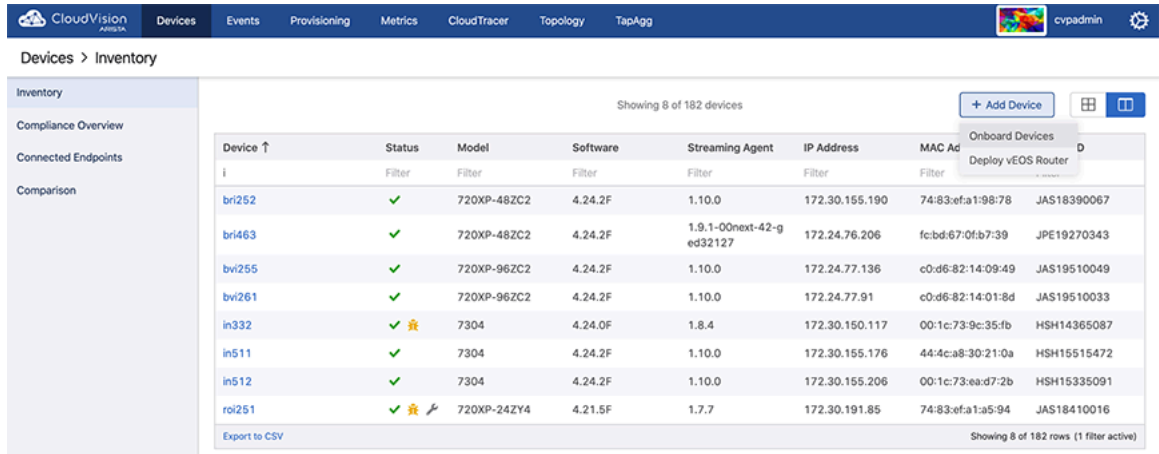 CloudVision
ARISTA
Devices Events Provisioning Metrics CloudTracer Topology TapAgg cvpadmin
Devices > Inventory
Inventory
Compliance Overview
Connected Endpoints
Comparison
Showing 8 of 182 devices
+ Add Device
Onboard Devices
Deploy vEOS Router
Device ↑ Status Model Software Streaming Agent IP Address MAC Ad D
i Filter Filter Filter Filter Filter Filter
bri252 720XP-48ZC2 4.24.2F 1.10.0 172.30.155.190 74:83:ef:a1:98:78 JAS18390067
bri463 720XP-48ZC2 4.24.2F 1.9.1-00next-42-g 172.24.76.206 fc:bd:67:0f:b7:39 JPE19270343
ed32127
bvi255 720XP-96ZC2 4.24.2F 1.10.0 172.24.77.136 c0:d6:82:14:09:49 JAS19510049
bvi261 720XP-96ZC2 4.24.2F 1.10.0 172.24.77.91 c0:d6:82:14:01:8d JAS19510033
in332 7304 4.24.0F 1.8.4 172.30.150.117 00:1c:73:9c:35:fb HSH14365087
in511 7304 4.24.2F 1.10.0 172.30.155.176 44:4c:a8:30:21:0a HSH15515472
in512 7304 4.24.2F 1.10.0 172.30.155.206 00:1c:73:ea:d7:2b HSH15335091
roi251 720XP-24ZY4 4.21.5F 1.7.7 172.30.191.85 74:83:ef:a1:a5:94 JAS18410016
Export to CSV Showing 8 of 182 rows (1 filter active)